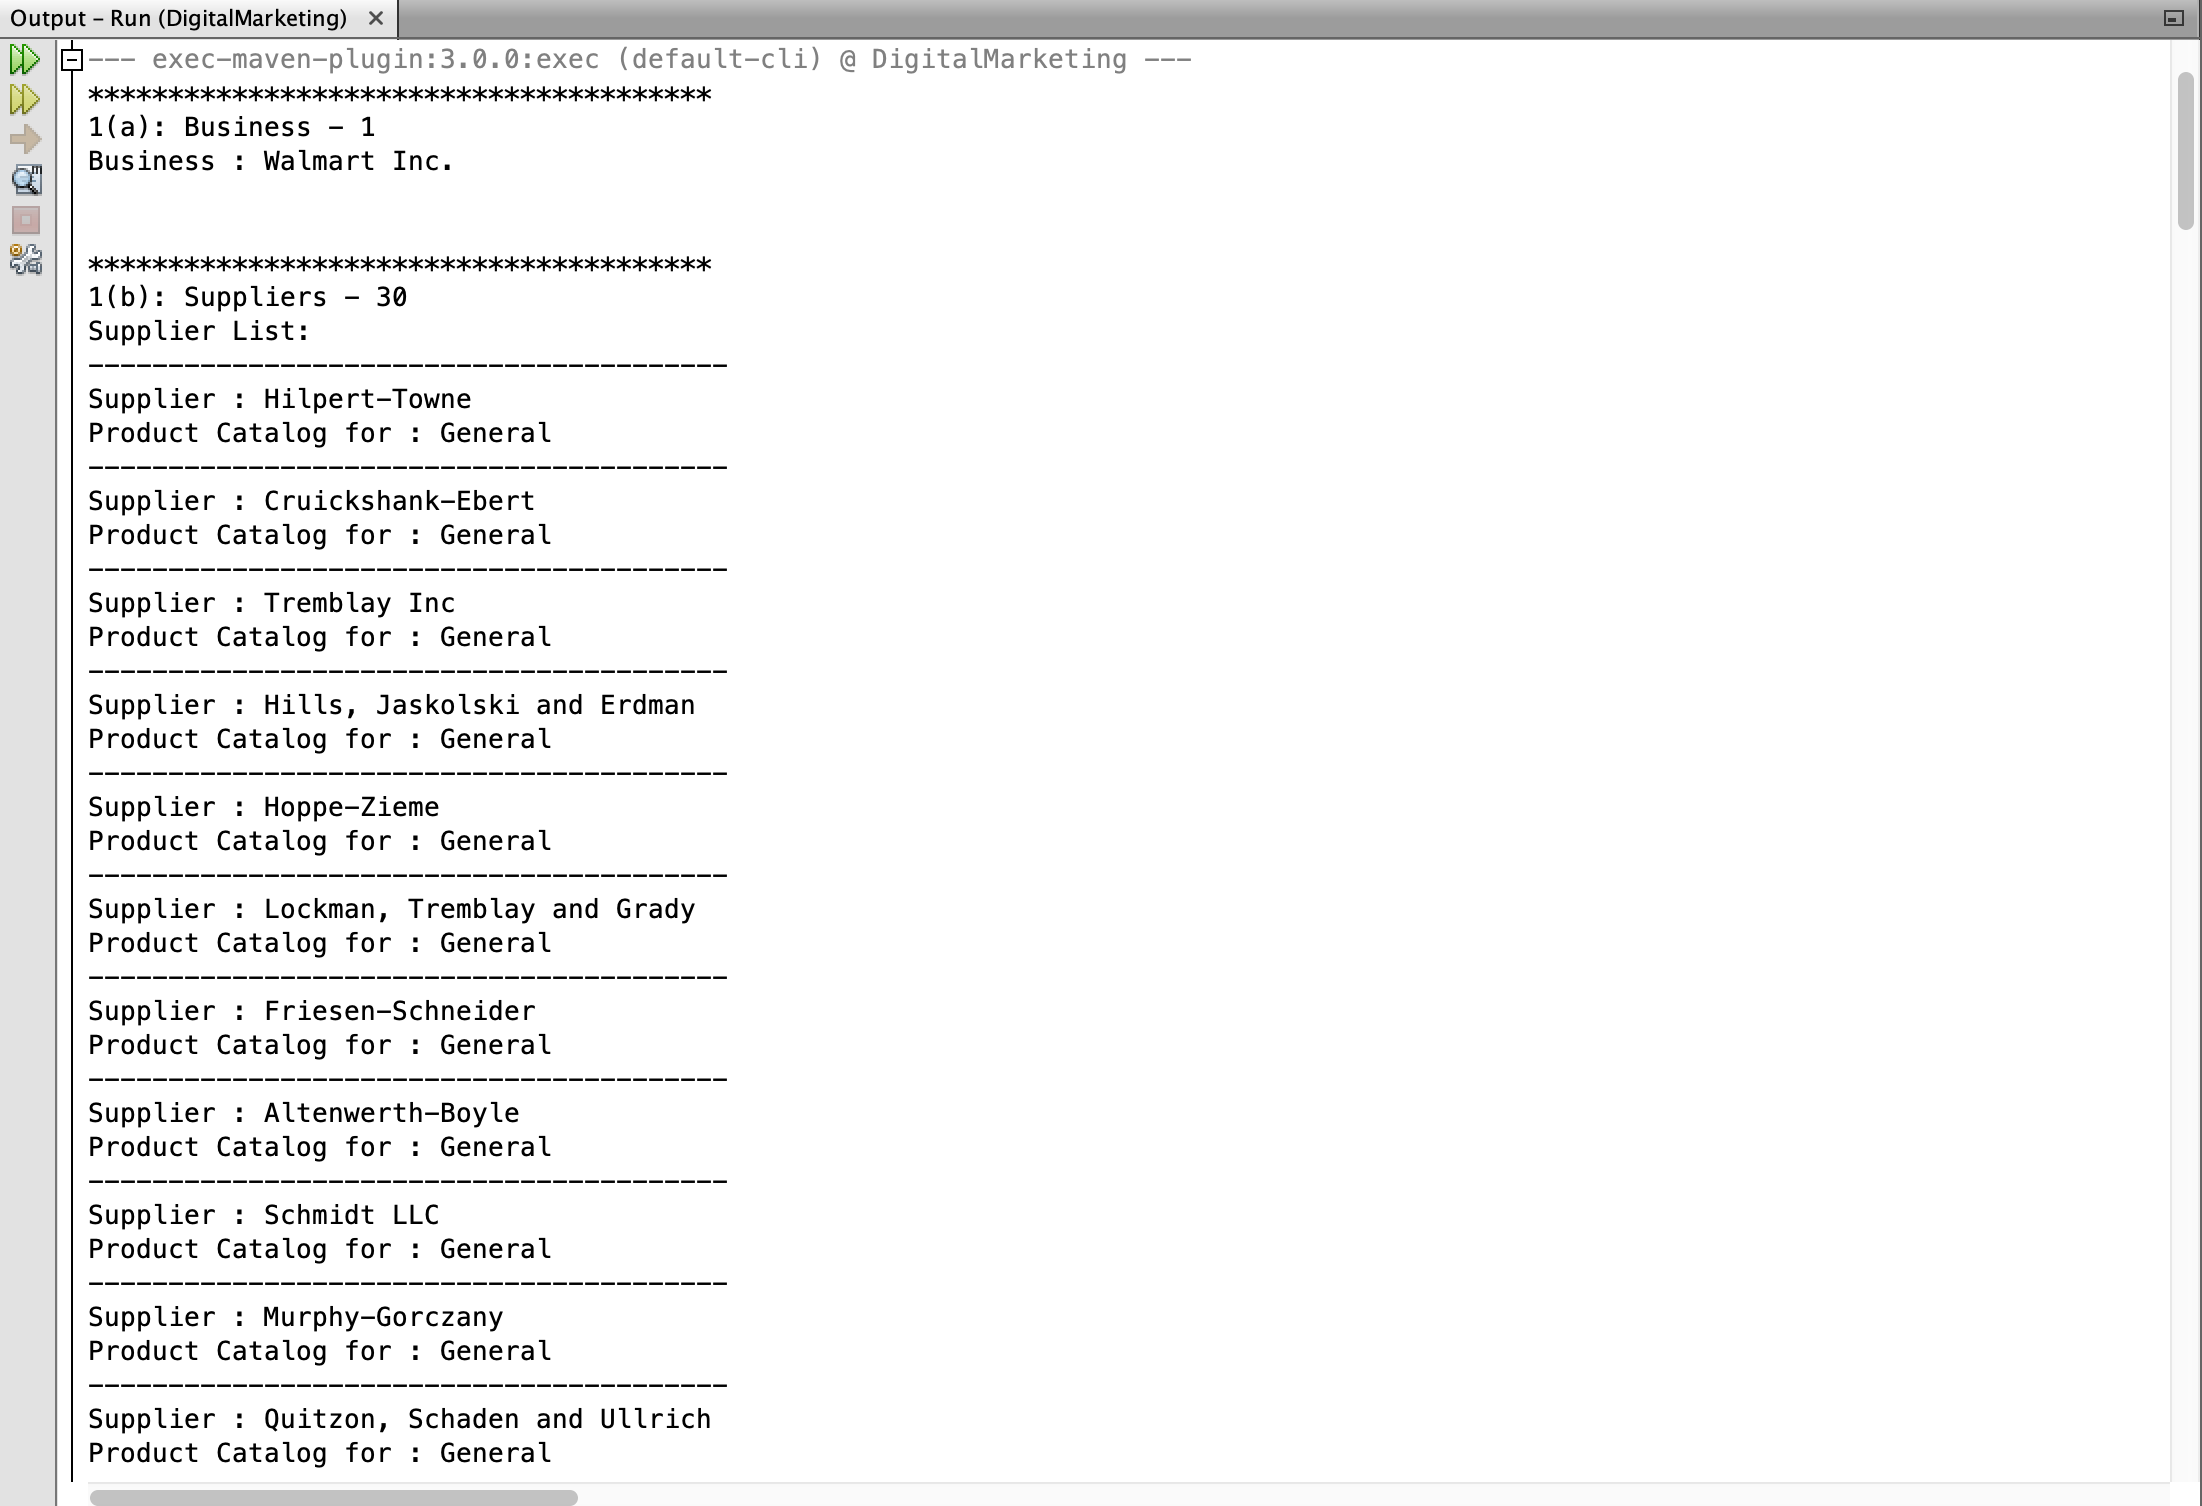 Output – Run (DigitalMarketing)
--- exec-maven-plugin:3.0.0:exec (default-cli) @ DigitalMarketing ---
***************************************
1(a): Business - 1
Business : Walmart Inc.
***************************************
1(b): Suppliers - 30
Supplier List:
----------------------------------------
Supplier : Hilpert-Towne
Product Catalog for : General
----------------------------------------
Supplier : Cruickshank-Ebert
Product Catalog for : General
----------------------------------------
Supplier : Tremblay Inc
Product Catalog for : General
----------------------------------------
Supplier : Hills, Jaskolski and Erdman
Product Catalog for : General
----------------------------------------
Supplier : Hoppe-Zieme
Product Catalog for : General
----------------------------------------
Supplier : Lockman, Tremblay and Grady
Product Catalog for : General
----------------------------------------
Supplier : Friesen-Schneider
Product Catalog for : General
----------------------------------------
Supplier : Altenwerth-Boyle
Product Catalog for : General
----------------------------------------
Supplier : Schmidt LLC
Product Catalog for : General
----------------------------------------
Supplier : Murphy-Gorczany
Product Catalog for : General
----------------------------------------
Supplier : Quitzon, Schaden and Ullrich
Product Catalog for : General